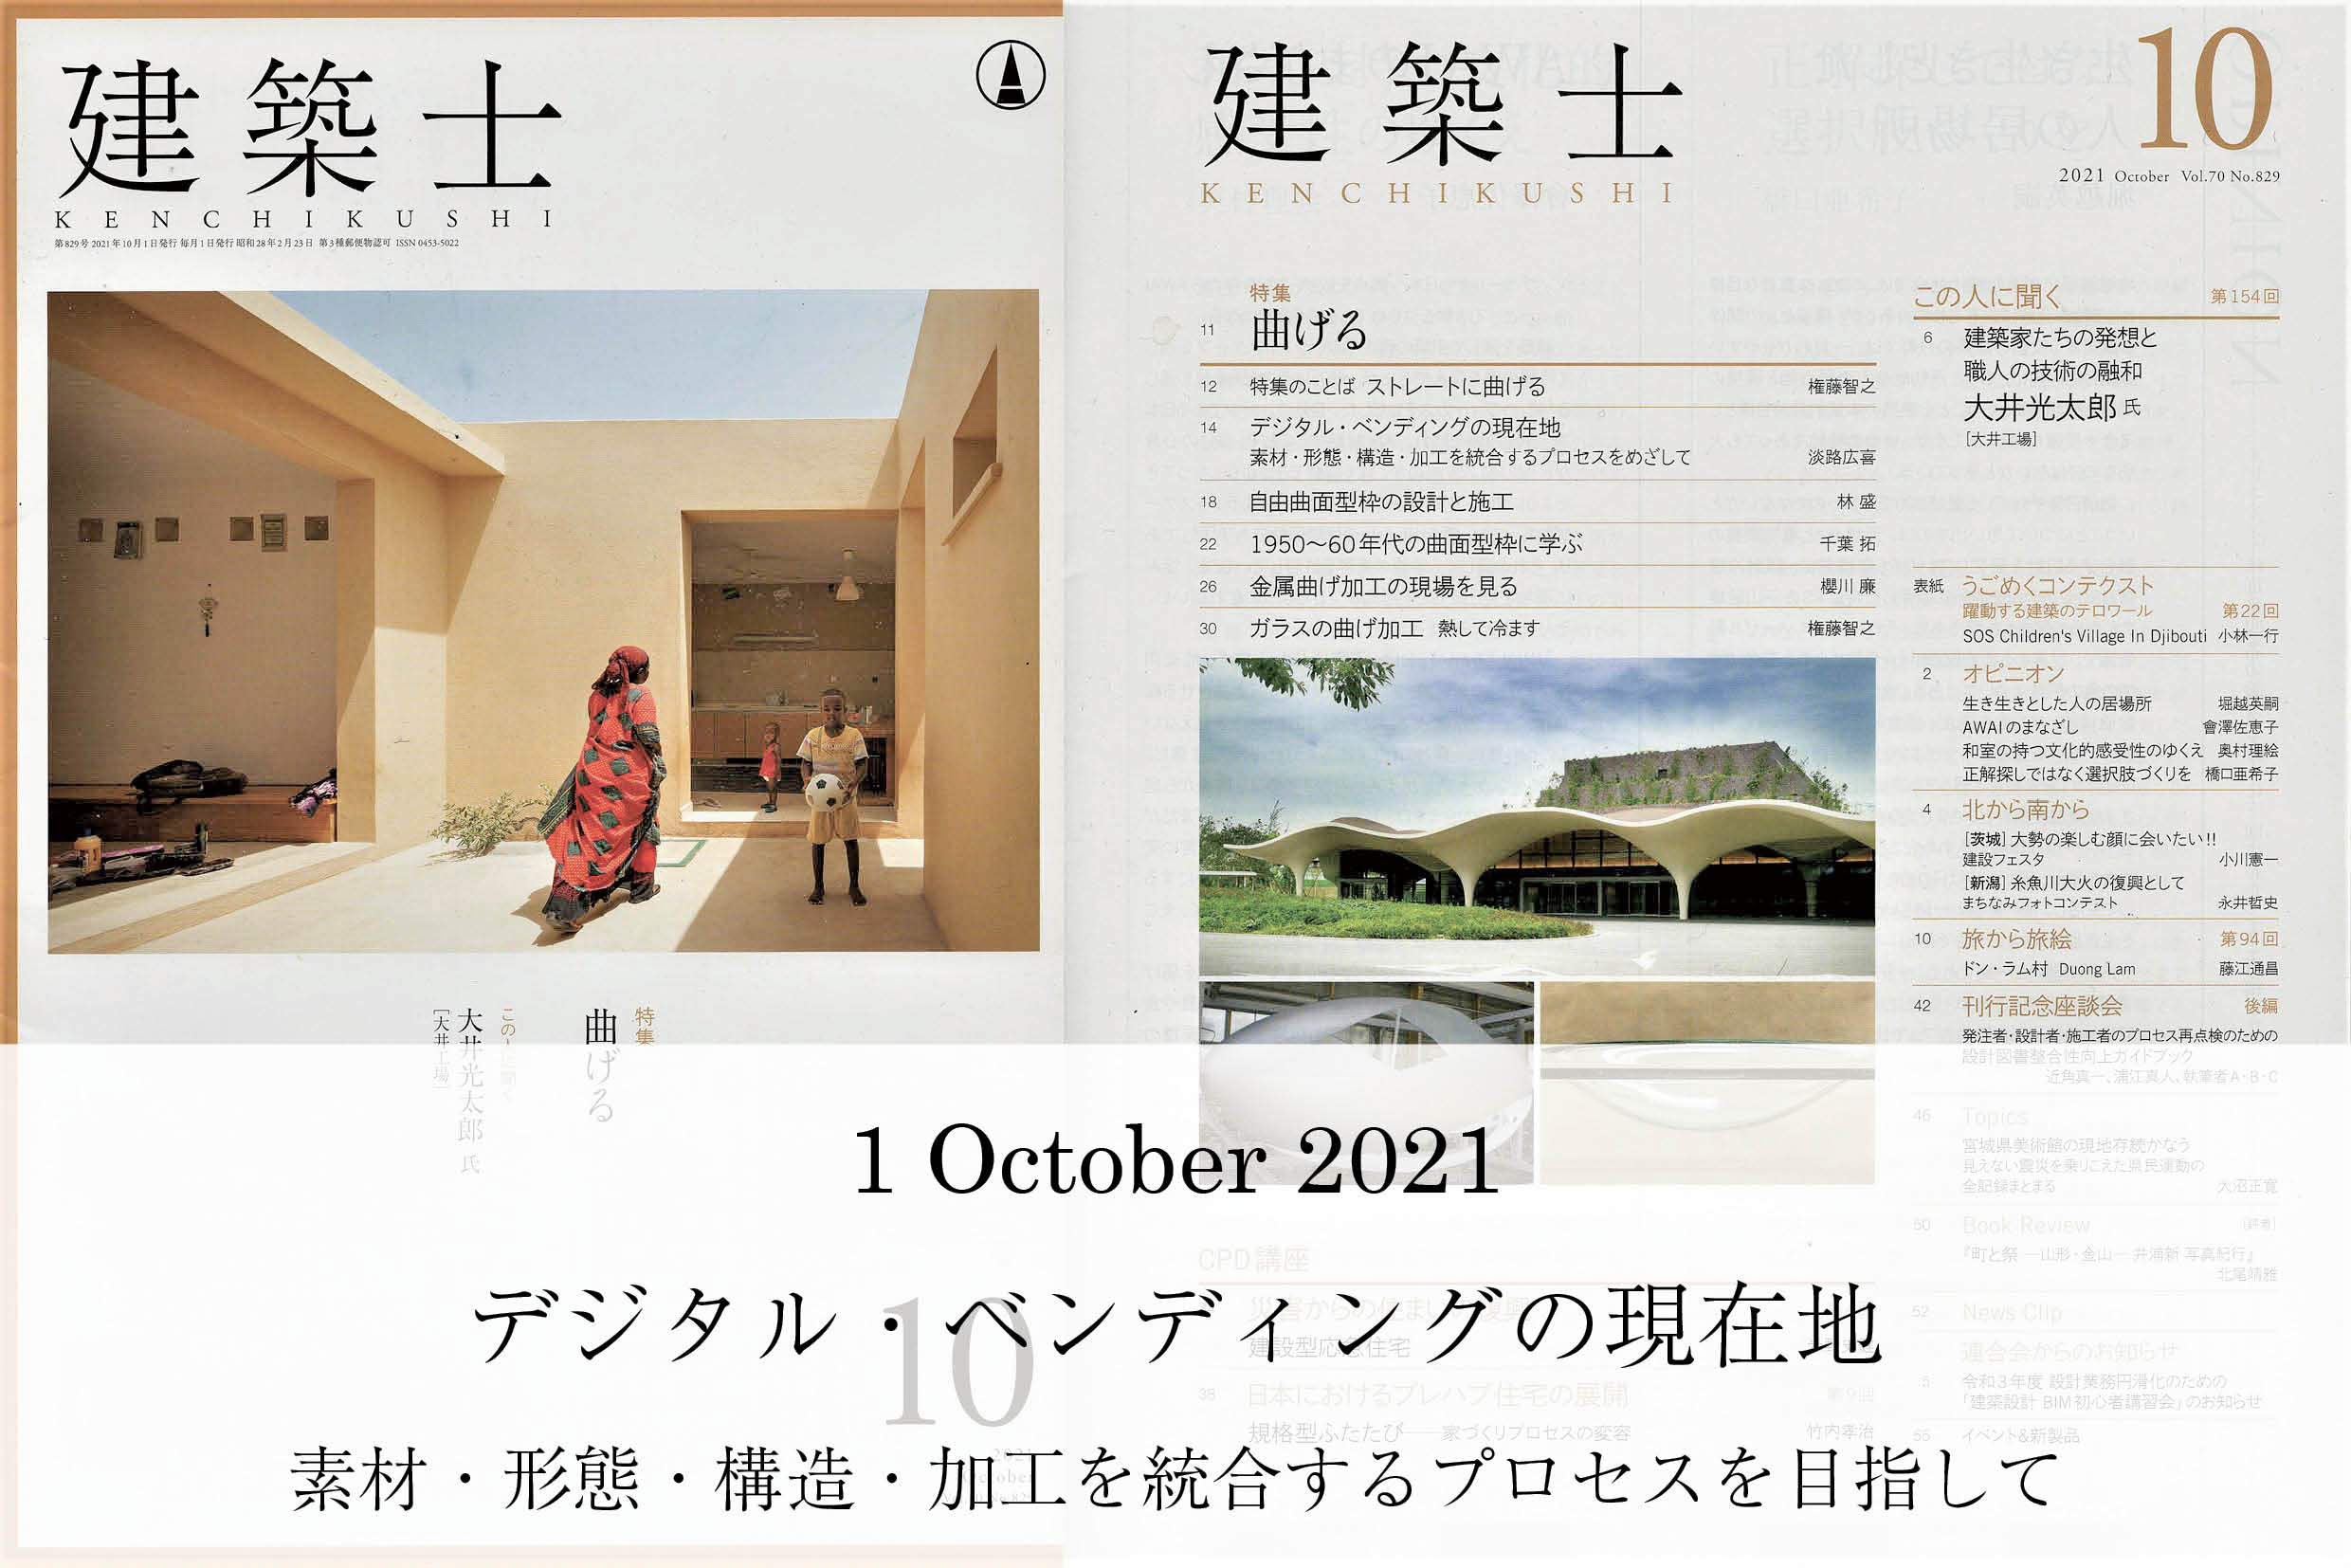 建築士
KENCHIKUSHI
第829号 2021年10月1日発行 毎月1日発行 昭和28年2月23日 第3種郵便物認可 ISSN 0453-5022
特集
曲げる
この人に聞く
大井光太郎 氏
[大井工場]
10
2021
October
建築士
KENCHIKUSHI
10
2021 October Vol.70 No.829
特集
11 曲げる
12 特集のことば ストレートに曲げる 権藤智之
14 デジタル・ベンディングの現在地
素材・形態・構造・加工を統合するプロセスをめざして 淡路広喜
18 自由曲面型枠の設計と施工 林 盛
22 1950〜60年代の曲面型枠に学ぶ 千葉 拓
26 金属曲げ加工の現場を見る 櫻川 廉
30 ガラスの曲げ加工 熱して冷ます 権藤智之
CPD講座
災害からの住まい 復興
建設型応急住宅
38 日本におけるプレハブ住宅の展開 第9回
規格型ふたたび——家づくりプロセスの変容 竹内孝治
この人に聞く 第154回
6 建築家たちの発想と
職人の技術の融和
大井光太郎 氏
[大井工場]
表紙 うごめくコンテクスト
躍動する建築のテロワール 第22回
SOS Children's Village In Djibouti 小林一行
2 オピニオン
生き生きとした人の居場所 堀越英嗣
AWAIのまなざし 會澤佐恵子
和室の持つ文化的感受性のゆくえ 奥村理絵
正解探しではなく選択肢づくりを 橋口亜希子
4 北から南から
[茨城] 大勢の楽しむ顔に会いたい!!
建設フェスタ 小川憲一
[新潟] 糸魚川大火の復興として
まちなみフォトコンテスト 永井哲史
10 旅から旅絵 第94回
ドン・ラム村 Duong Lam 藤江通昌
42 刊行記念座談会 後編
発注者・設計者・施工者のプロセス再点検のための
設計図書整合性向上ガイドブック
近角真一、浦江真人、執筆者A・B・C
46 Topics
宮城県美術館の現地存続かなう
見えない震災を乗りこえた県民運動の
全記録まとまる 大沼正寛
50 Book Review [評者]
『町と祭 —山形・金山— 井浦新 写真紀行』
北尾靖雅
52 News Clip
連合会からのお知らせ
5 令和3年度 設計業務円滑化のための
「建築設計 BIM初心者講習会」のお知らせ
55 イベント&新製品
1 October 2021
デジタル・ベンディングの現在地
素材・形態・構造・加工を統合するプロセスを目指して